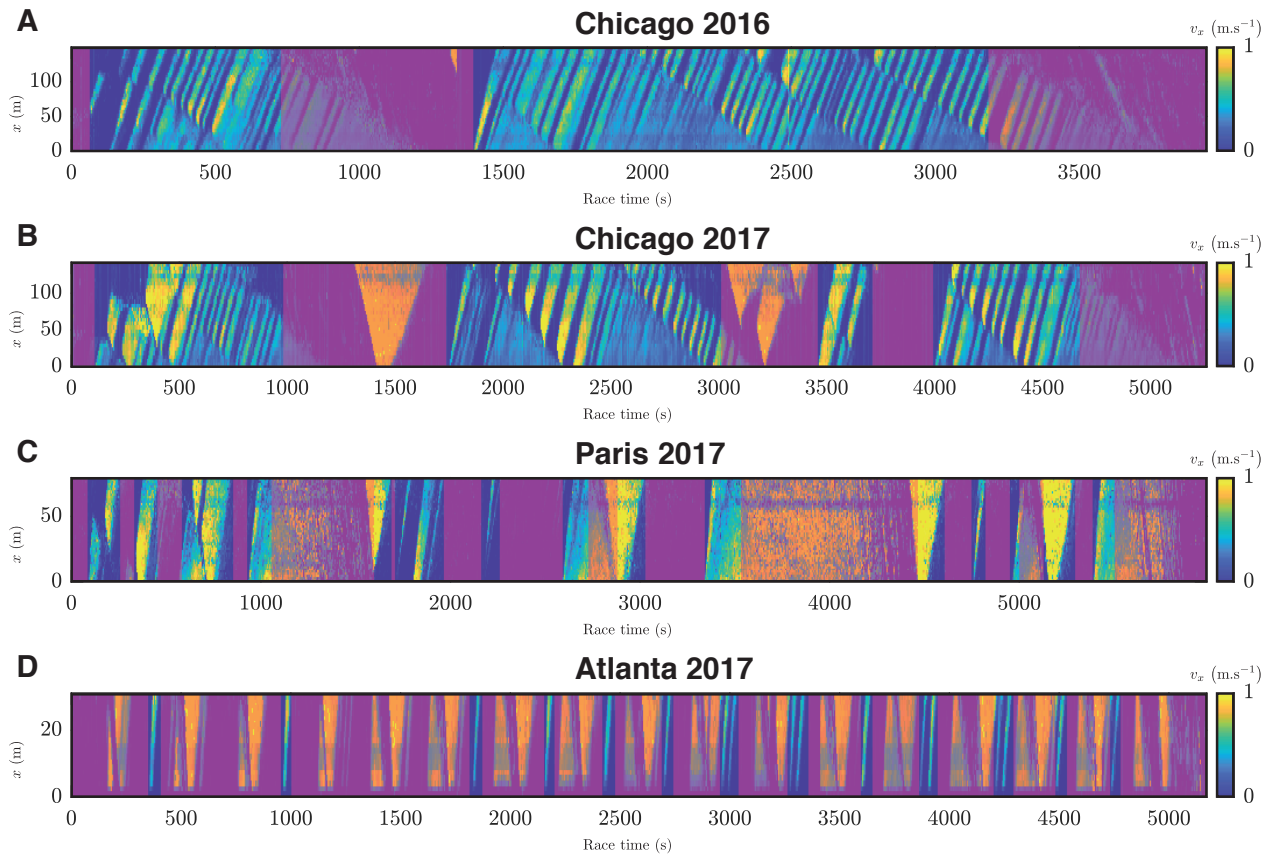 A
Chicago 2016
v_x (m.s⁻¹)
1
100
50
0
x (m)
0
0 500 1000 1500 2000 2500 3000 3500
Race time (s)
B
Chicago 2017
v_x (m.s⁻¹)
1
100
50
0
x (m)
0
0 500 1000 1500 2000 2500 3000 3500 4000 4500 5000
Race time (s)
C
Paris 2017
v_x (m.s⁻¹)
1
50
0
x (m)
0
0 1000 2000 3000 4000 5000
Race time (s)
D
Atlanta 2017
v_x (m.s⁻¹)
1
20
0
x (m)
0
0 500 1000 1500 2000 2500 3000 3500 4000 4500 5000
Race time (s)